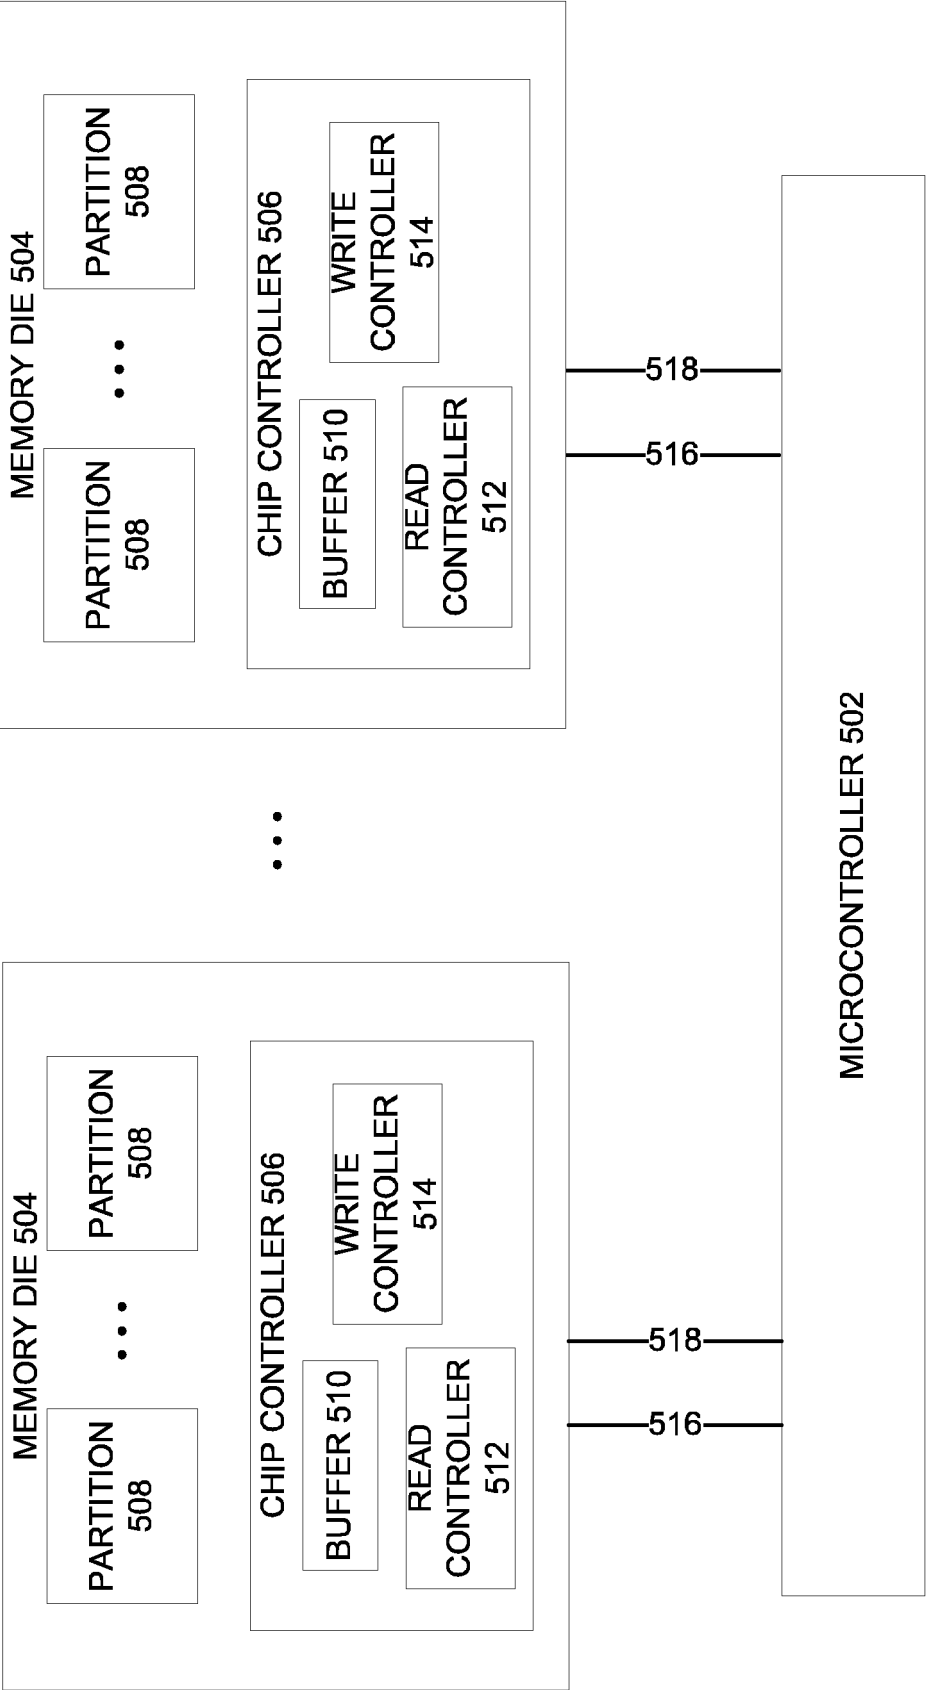 MEMORY DIE 504
PARTITION
508
PARTITION
508
CHIP CONTROLLER 506
BUFFER 510
WRITE
CONTROLLER
514
READ
CONTROLLER
512
516
518
MEMORY DIE 504
PARTITION
508
PARTITION
508
CHIP CONTROLLER 506
BUFFER 510
WRITE
CONTROLLER
514
READ
CONTROLLER
512
516
518
MICROCONTROLLER 502